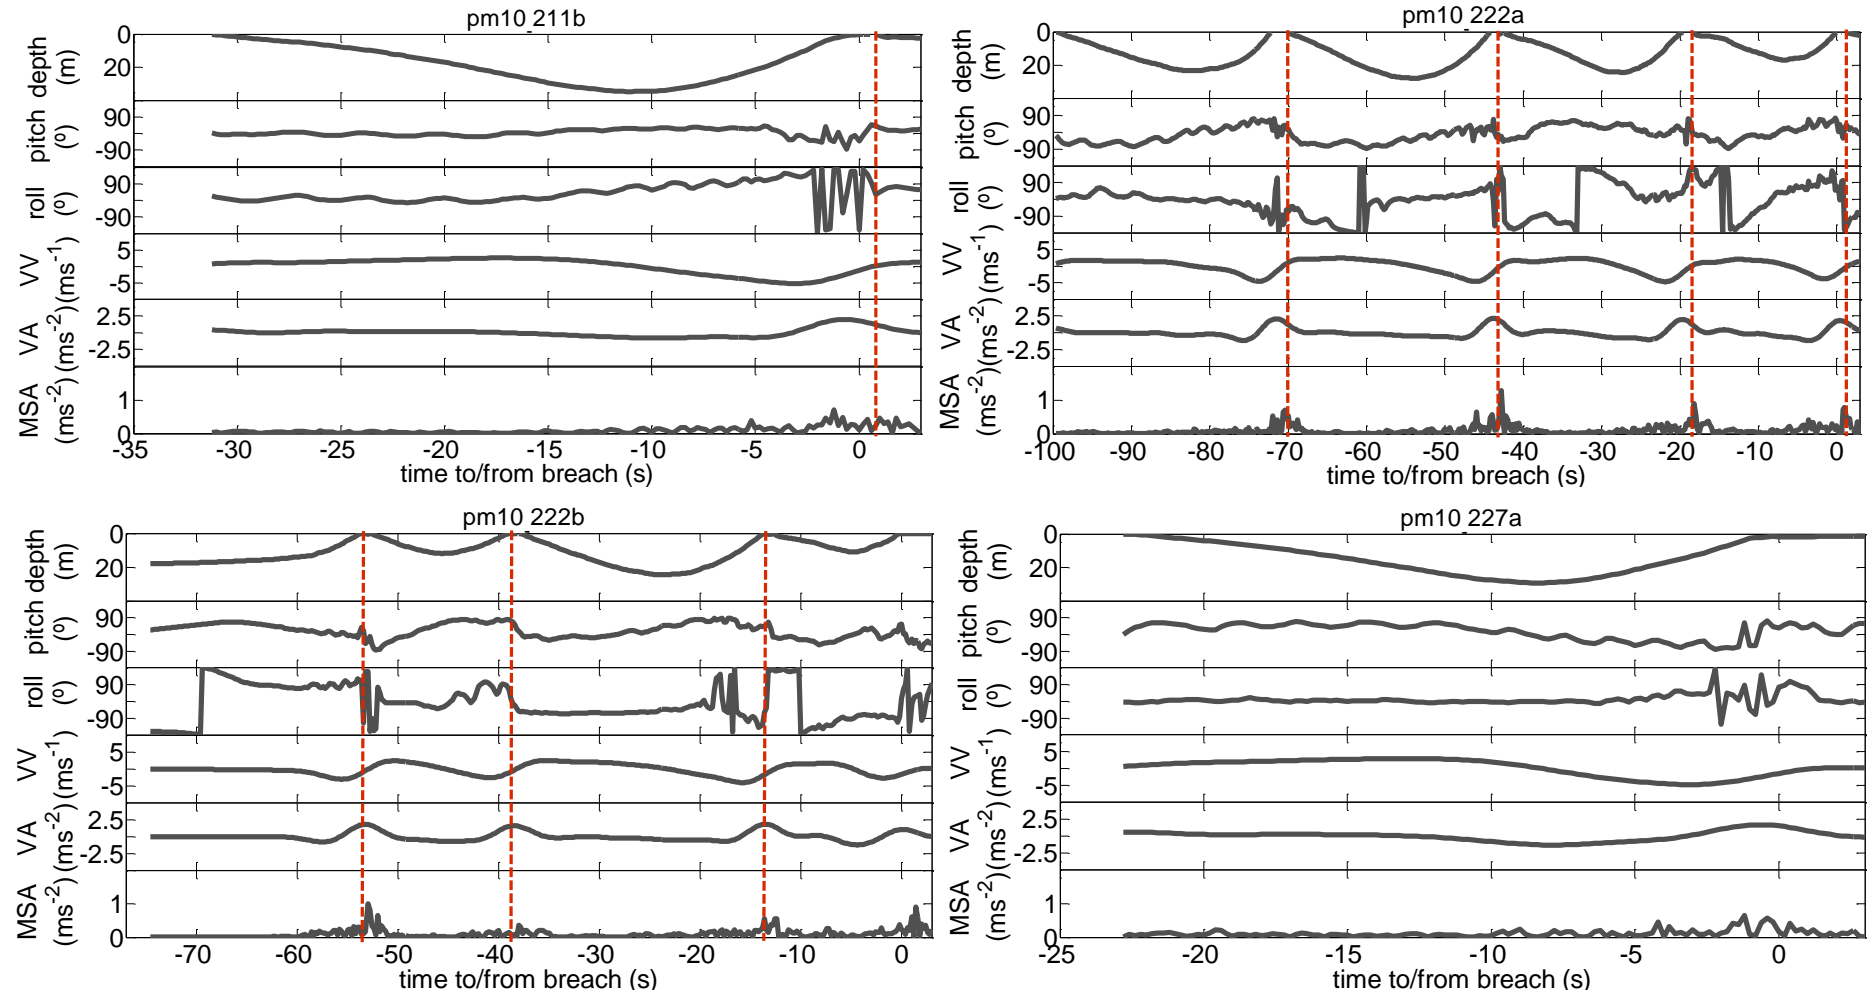 pm10_211b
depth (m)
0
20
pitch (º)
90
-90
roll (º)
90
-90
VV (ms-1)
5
-5
VA (ms-2)
2.5
-2.5
MSA (ms-2)
1
0
-35 -30 -25 -20 -15 -10 -5 0
time to/from breach (s)
pm10_222a
depth (m)
0
20
pitch (º)
90
-90
roll (º)
90
-90
VV (ms-1)
5
-5
VA (ms-2)
2.5
-2.5
MSA (ms-2)
1
0
-100 -90 -80 -70 -60 -50 -40 -30 -20 -10 0
time to/from breach (s)
pm10_222b
depth (m)
0
20
pitch (º)
90
-90
roll (º)
90
-90
VV (ms-1)
5
-5
VA (ms-2)
2.5
-2.5
MSA (ms-2)
1
0
-70 -60 -50 -40 -30 -20 -10 0
time to/from breach (s)
pm10_227a
depth (m)
0
20
pitch (º)
90
-90
roll (º)
90
-90
VV (ms-1)
5
-5
VA (ms-2)
2.5
-2.5
MSA (ms-2)
1
0
-25 -20 -15 -10 -5 0
time to/from breach (s)